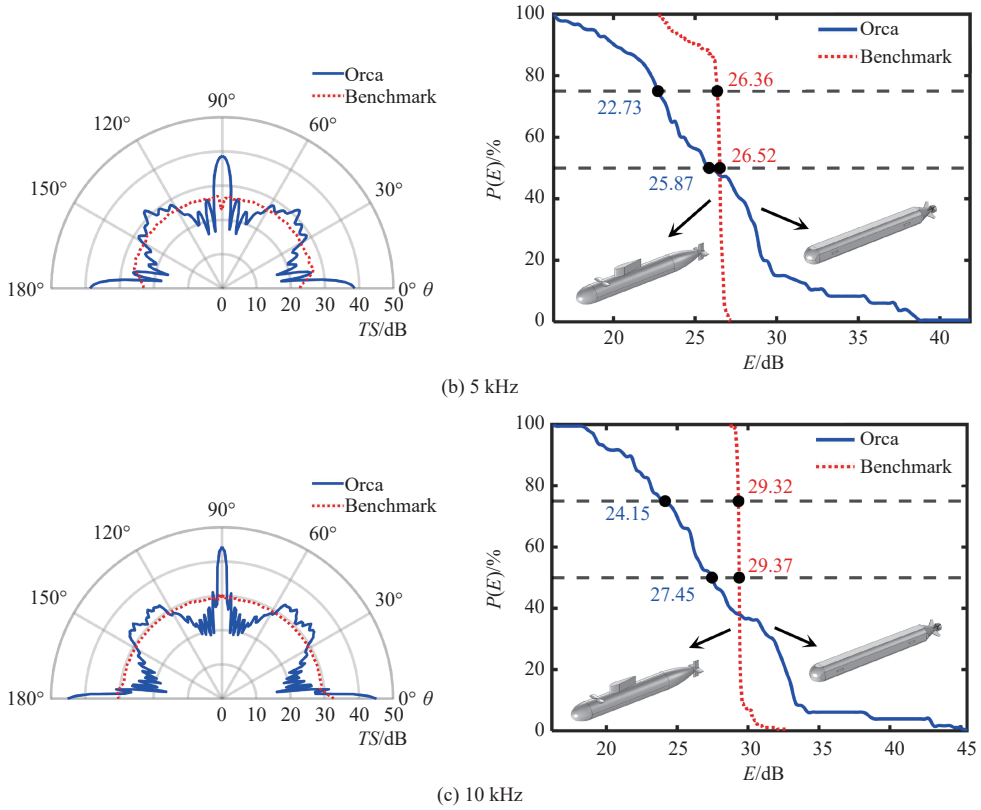 Orca
Benchmark
90°
120°
60°
150°
30°
180°
0° θ
0 10 20 30 40 50
TS/dB
100
80
60
40
20
0
P(E)/%
Orca
Benchmark
26.36
22.73
26.52
25.87
20 25 30 35 40
E/dB
(b) 5 kHz
Orca
Benchmark
90°
120°
60°
150°
30°
180°
0° θ
0 10 20 30 40 50
TS/dB
100
80
60
40
20
0
P(E)/%
Orca
Benchmark
29.32
24.15
29.37
27.45
20 25 30 35 40 45
E/dB
(c) 10 kHz